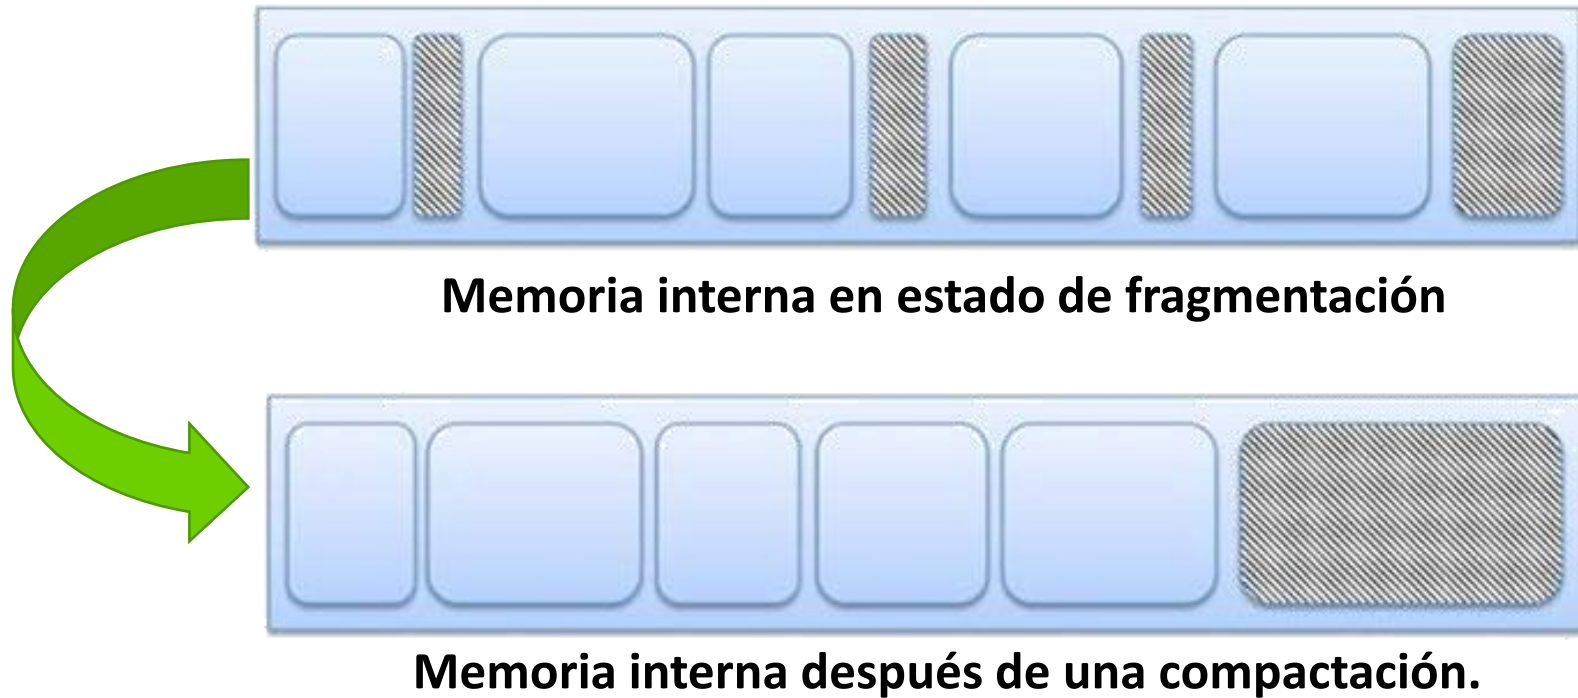 Memoria interna en estado de fragmentación
Memoria interna después de una compactación.